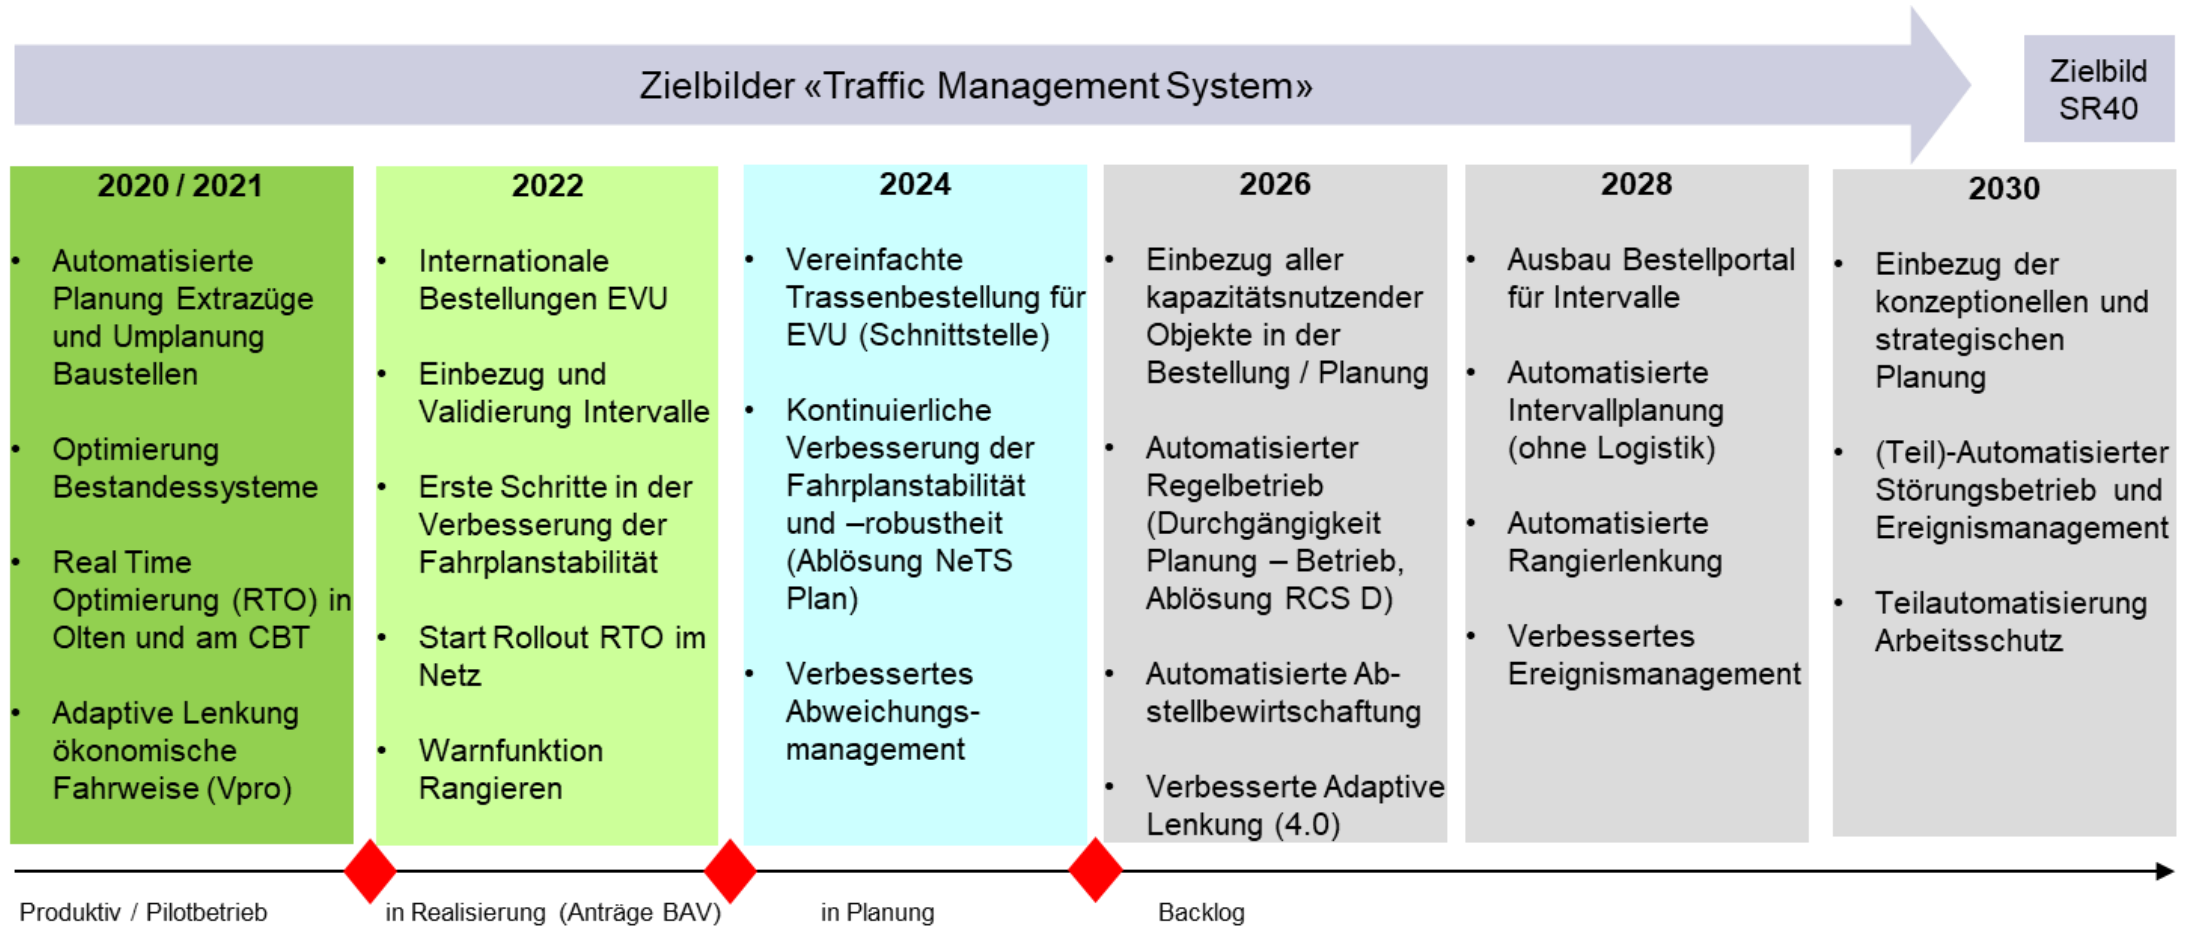 Zielbilder «Traffic Management System»
Zielbild
SR40
2020 / 2021
• Automatisierte
Planung Extrazüge
und Umplanung
Baustellen
• Optimierung
Bestandessysteme
• Real Time
Optimierung (RTO) in
Olten und am CBT
• Adaptive Lenkung
ökonomische
Fahrweise (Vpro)
2022
• Internationale
Bestellungen EVU
• Einbezug und
Validierung Intervalle
• Erste Schritte in der
Verbesserung der
Fahrplanstabilität
• Start Rollout RTO im
Netz
• Warnfunktion
Rangieren
2024
• Vereinfachte
Trassenbestellung für
EVU (Schnittstelle)
• Kontinuierliche
Verbesserung der
Fahrplanstabilität
und –robustheit
(Ablösung NeTS
Plan)
• Verbessertes
Abweichungs-
management
2026
• Einbezug aller
kapazitätsnutzender
Objekte in der
Bestellung / Planung
• Automatisierter
Regelbetrieb
(Durchgängigkeit
Planung – Betrieb,
Ablösung RCS D)
• Automatisierte Ab-
stellbewirtschaftung
• Verbesserte Adaptive
Lenkung (4.0)
2028
• Ausbau Bestellportal
für Intervalle
• Automatisierte
Intervallplanung
(ohne Logistik)
• Automatisierte
Rangierlenkung
• Verbessertes
Ereignismanagement
2030
• Einbezug der
konzeptionellen und
strategischen
Planung
• (Teil)-Automatisierter
Störungsbetrieb und
Ereignismanagement
• Teilautomatisierung
Arbeitsschutz
Produktiv / Pilotbetrieb
in Realisierung (Anträge BAV)
in Planung
Backlog